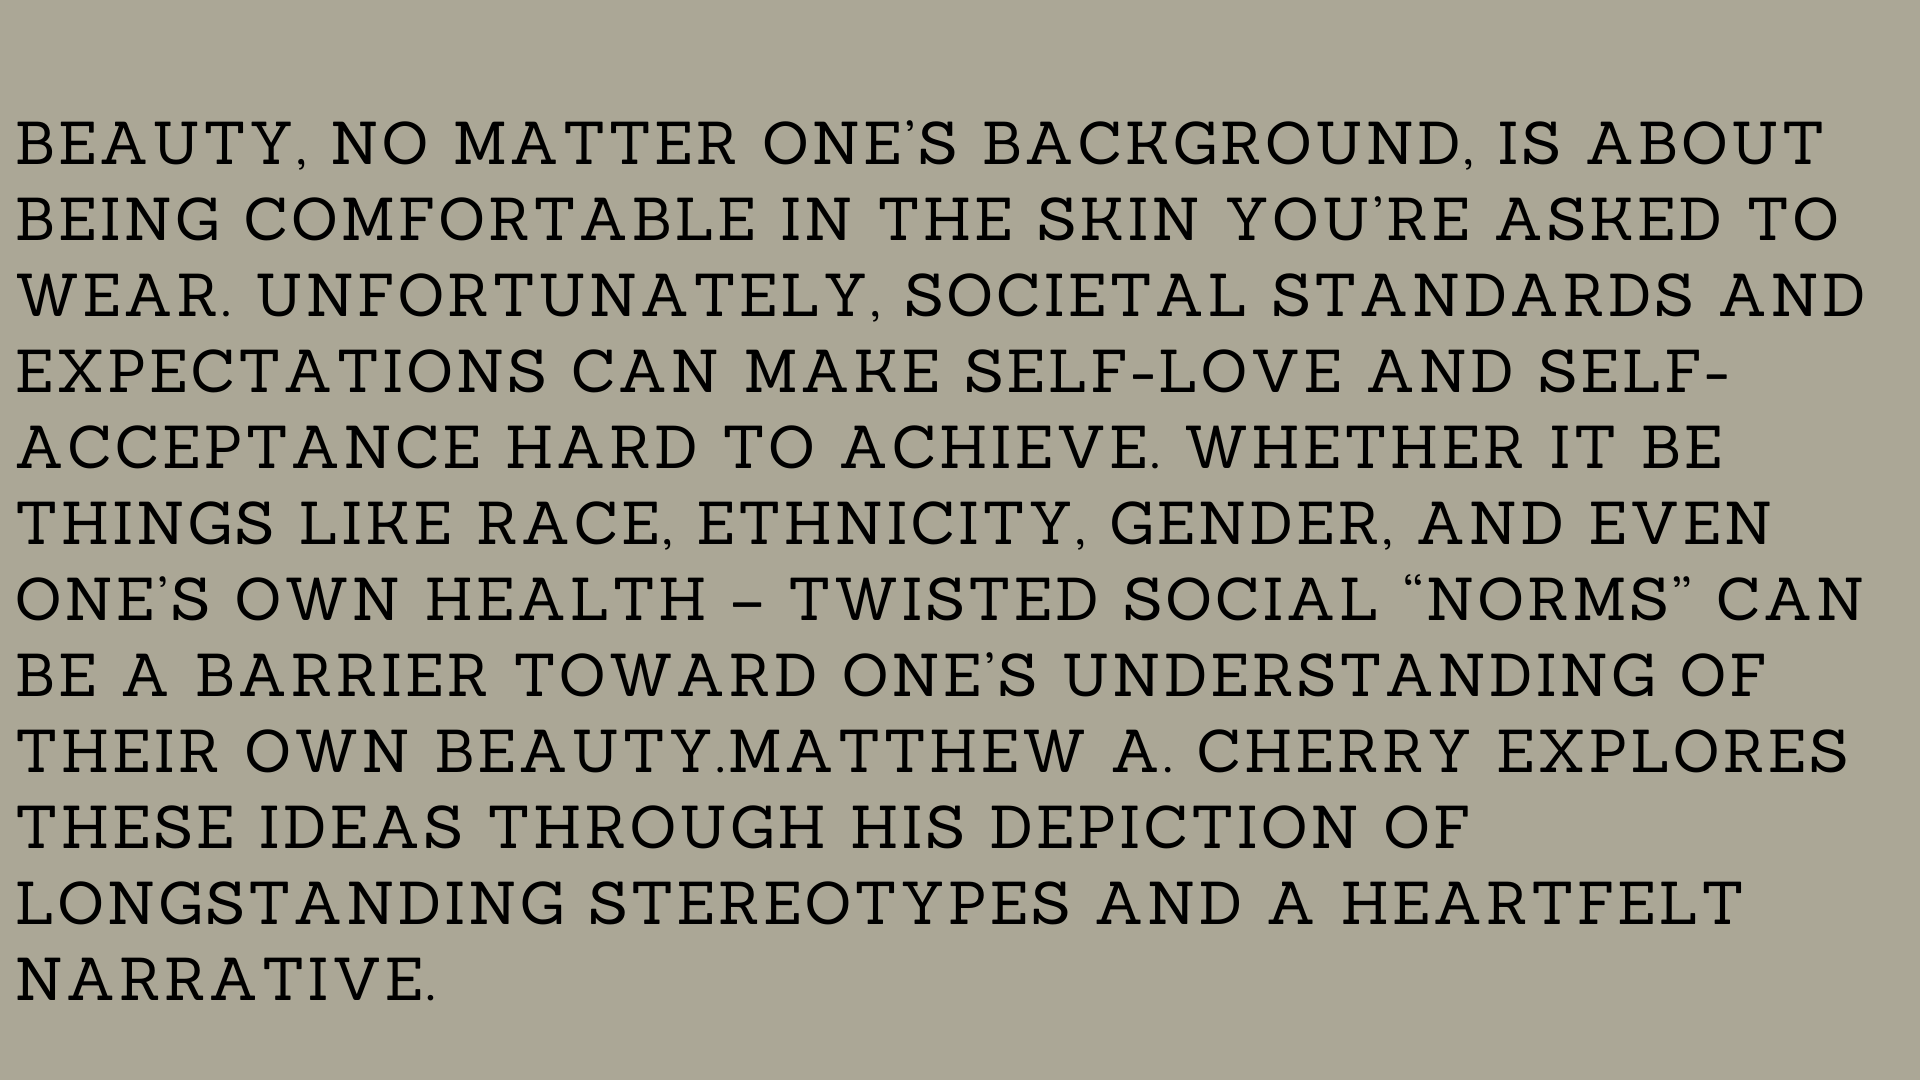 BEAUTY, NO MATTER ONE’S BACKGROUND, IS ABOUT
BEING COMFORTABLE IN THE SKIN YOU’RE ASKED TO
WEAR. UNFORTUNATELY, SOCIETAL STANDARDS AND
EXPECTATIONS CAN MAKE SELF-LOVE AND SELF-
ACCEPTANCE HARD TO ACHIEVE. WHETHER IT BE
THINGS LIKE RACE, ETHNICITY, GENDER, AND EVEN
ONE’S OWN HEALTH – TWISTED SOCIAL “NORMS” CAN
BE A BARRIER TOWARD ONE’S UNDERSTANDING OF
THEIR OWN BEAUTY.MATTHEW A. CHERRY EXPLORES
THESE IDEAS THROUGH HIS DEPICTION OF
LONGSTANDING STEREOTYPES AND A HEARTFELT
NARRATIVE.